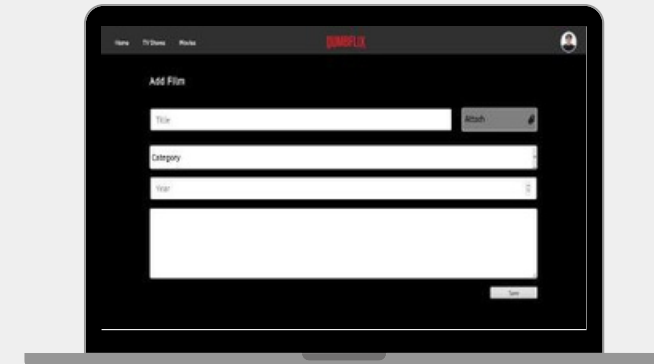 Home TV Shows Movies DUMBFLIX
Add Film
Title Attach
Category
Year
Save